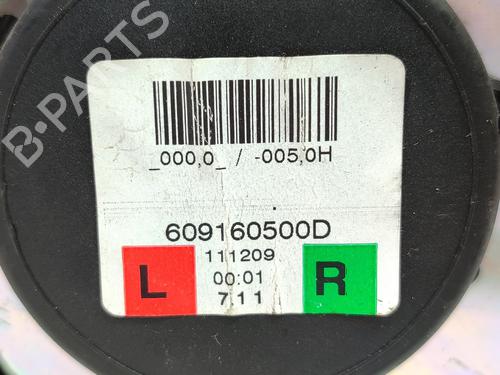 B-PARTS
_000,0_ / -005,0H
609160500D
111209
L
00:01
R
7.11